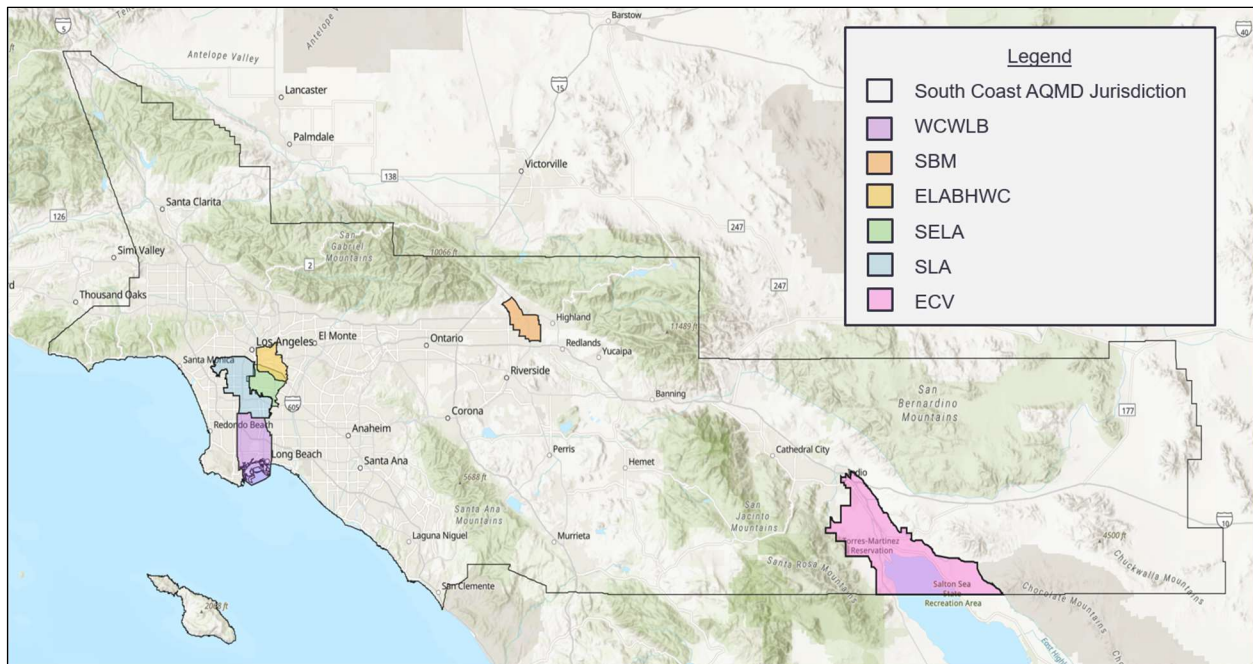 Barstow
5
40
Antelope Valley
Legend
South Coast AQMD Jurisdiction
WCWLB
SBM
ELABHWC
SELA
SLA
ECV
15
Lancaster
Palmdale
Victorville
138
126
Santa Clarita
247
Simi Valley
San
Gabriel
Mountains
10066 ft
2
247
Thousand Oaks
Highland
11489 ft
El Monte
Los Angeles
Ontario
Redlands
Yucaipa
Santa Monica
Riverside
Banning
San
Bernardino
Mountains
605
Corona
177
Redondo Beach
Anaheim
Perris
Cathedral City
Long Beach
Santa Ana
Hemet
dio
5688 ft
Santa Ana
Mountains
San
Jacinto
Mountains
10
Laguna Niguel
Murrieta
Torres-Martinez
Reservation
4500 ft
Santa Rosa Mountains
Chuckwalla Mountains
San Clemente
Salton Sea
State
Recreation Area
Chocolate Mountains
East High